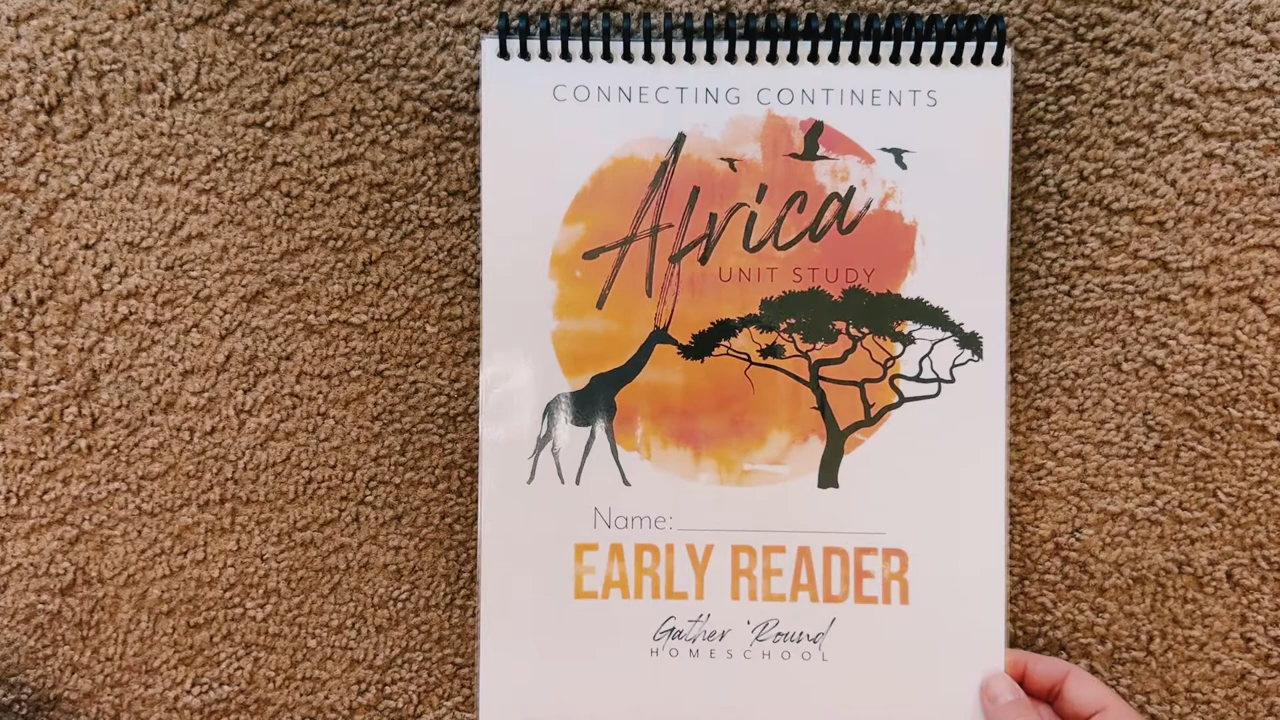 CONNECTING CONTINENTS
Africa
UNIT STUDY
Name:
EARLY READER
Gather 'Round
HOMESCHOOL